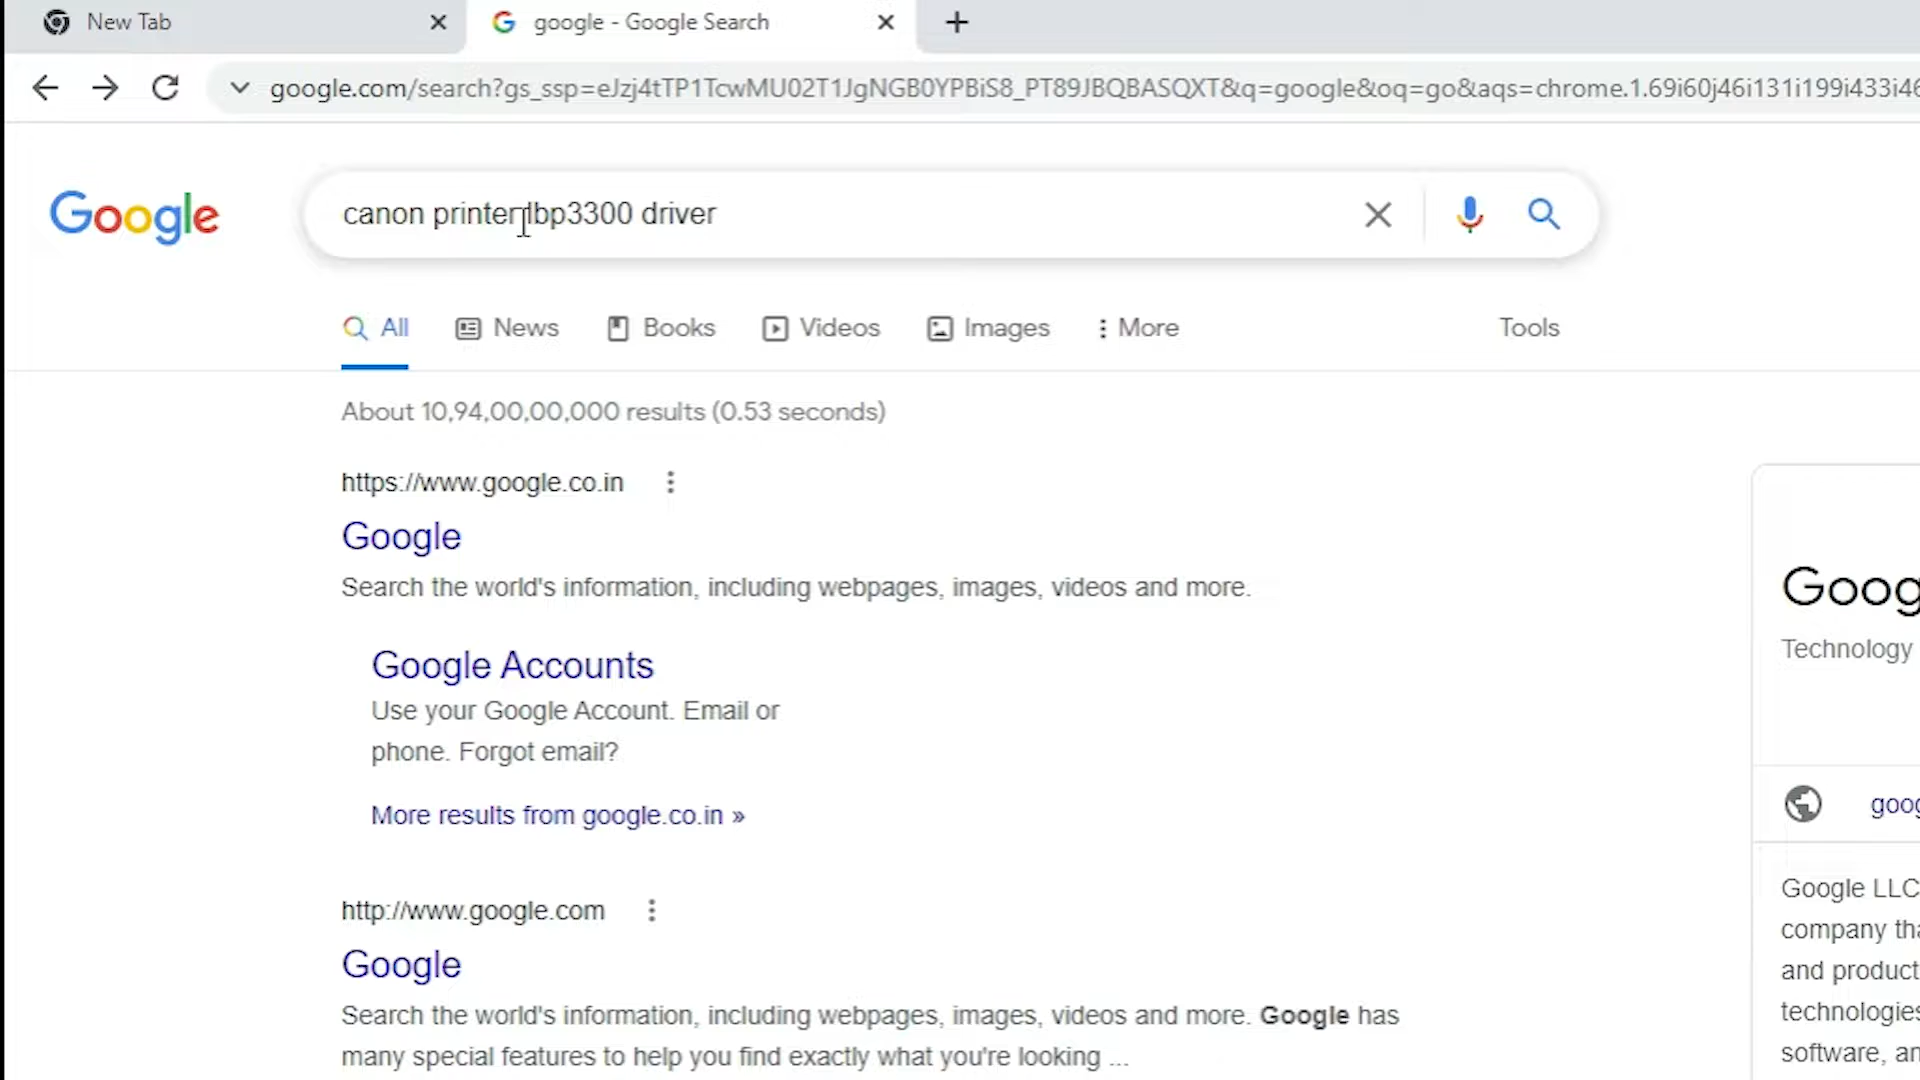 New Tab
google - Google Search
google.com/search?gs_ssp=eJzj4tTP1TcwMU02T1JgNGB0YPBiS8_PT89JBQBASQXT&q=google&oq=go&aqs=chrome.1.69i60j46i131i199i433i46
Google
canon printer lbp3300 driver
All
News
Books
Videos
Images
More
Tools
About 10,94,00,00,000 results (0.53 seconds)
https://www.google.co.in
Google
Search the world's information, including webpages, images, videos and more.
Google Accounts
Use your Google Account. Email or
phone. Forgot email?
More results from google.co.in »
http://www.google.com
Google
Search the world's information, including webpages, images, videos and more. Google has
many special features to help you find exactly what you're looking ...
Goog
Technology
goog
Google LLC
company tha
and product
technologies
software, an